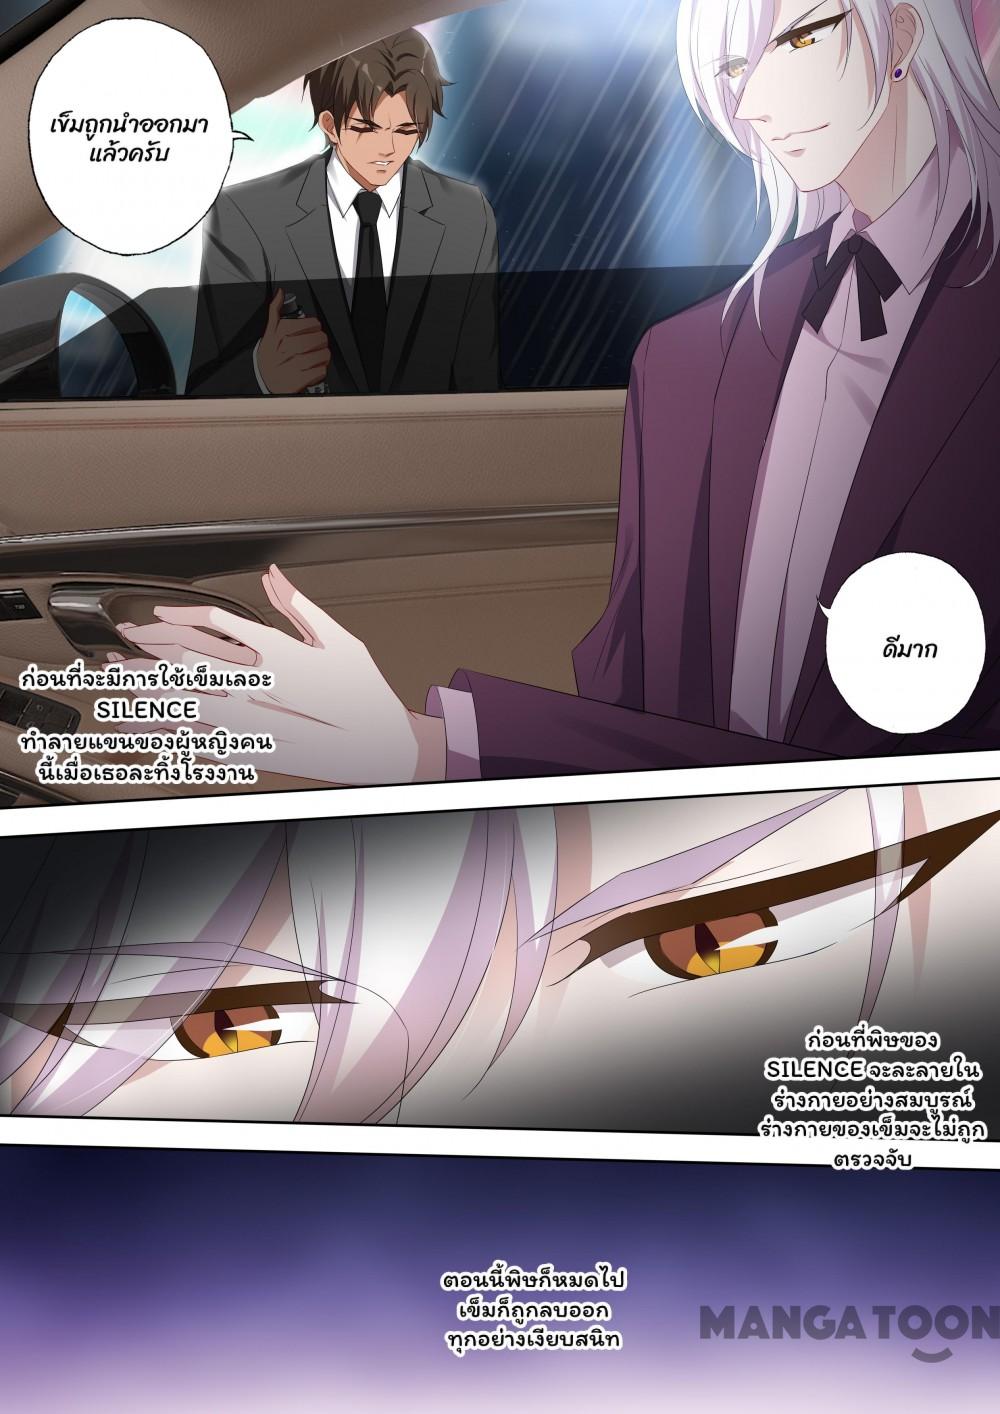 เข็มถูกนำออกมา
แล้วครับ
ดีมาก
ก่อนที่จะมีการใช้เข็มเลอะ
SILENCE
ทำลายแขนของผู้หญิงคน
นี้เมื่อเธอละทิ้งโรงงาน
ก่อนที่พิษของ
SILENCE จะละลายใน
ร่างกายอย่างสมบูรณ์
ร่างกายของเข็มจะไม่ถูก
ตรวจจับ
ตอนนี้พิษก็หมดไป
เข็มก็ถูกลบออก
ทุกอย่างเงียบสนิท
MANGATOON